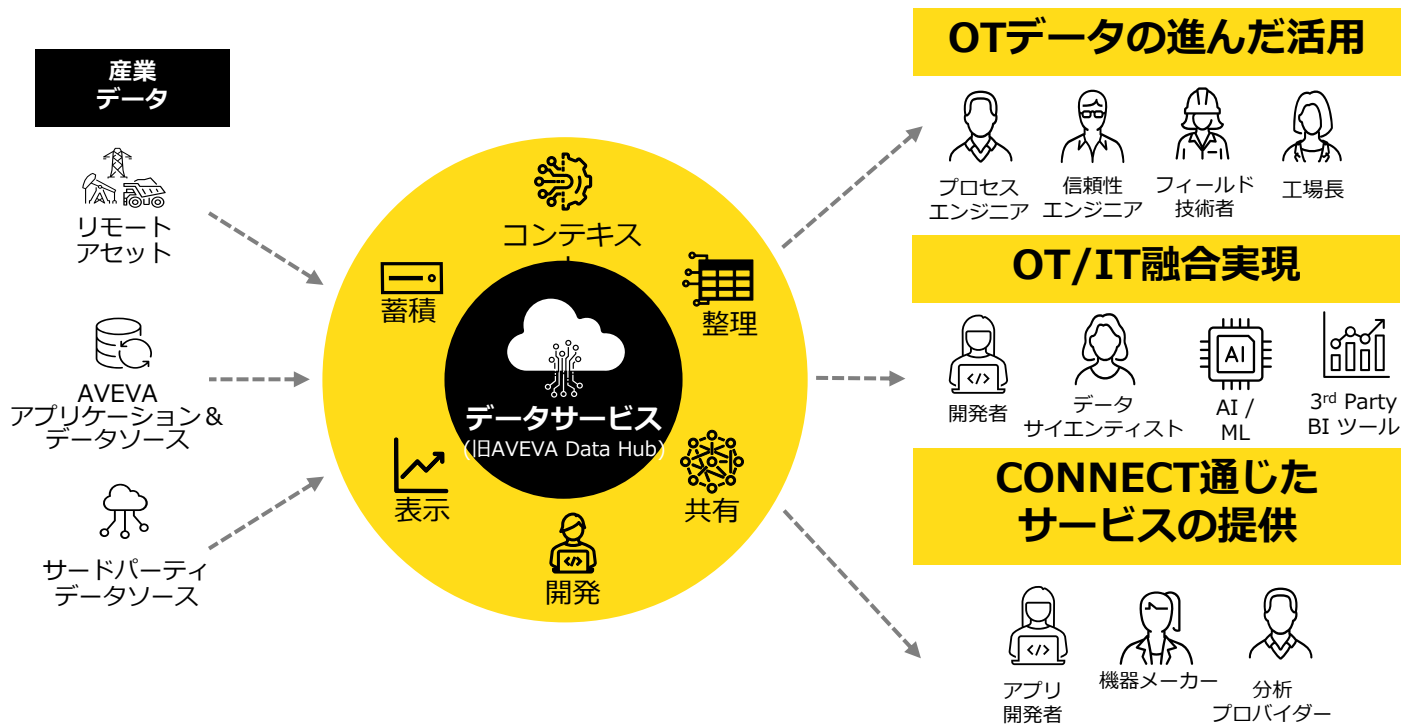 産業
データ
リモート
アセット
AVEVA
アプリケーション＆
データソース
サードパーティ
データソース
コンテキス
ト
蓄積
整理
データサービス
(旧AVEVA Data Hub)
表示
共有
</>
開発
OTデータの進んだ活用
プロセス
エンジニア
信頼性
エンジニア
フィールド
技術者
工場長
OT/IT融合実現
</>
開発者
データ
サイエンティスト
AI
AI /
ML
3rd Party
BI ツール
CONNECT通じた
サービスの提供
</>
アプリ
開発者
機器メーカー
分析
プロバイダー